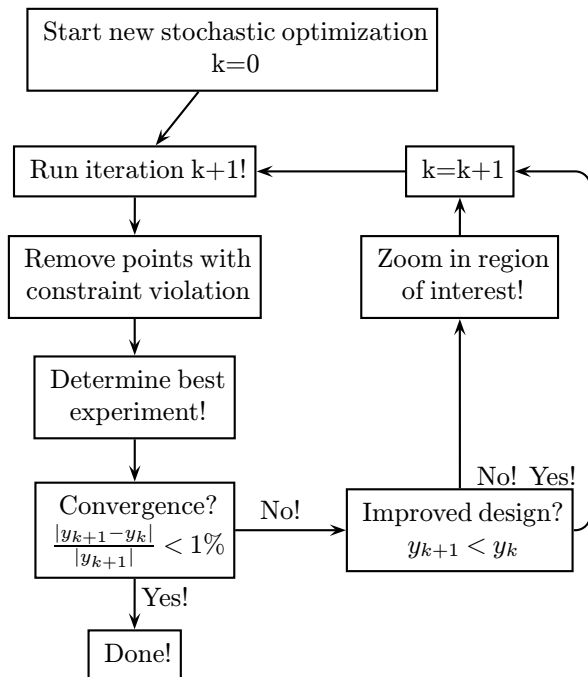 Start new stochastic optimization
k=0
Run iteration k+1!
k=k+1
Remove points with
constraint violation
Zoom in region
of interest!
Determine best
experiment!
Convergence?
|y_{k+1}−y_k| / |y_{k+1}| < 1%
No!
No! Yes!
Improved design?
y_{k+1} < y_k
Yes!
Done!